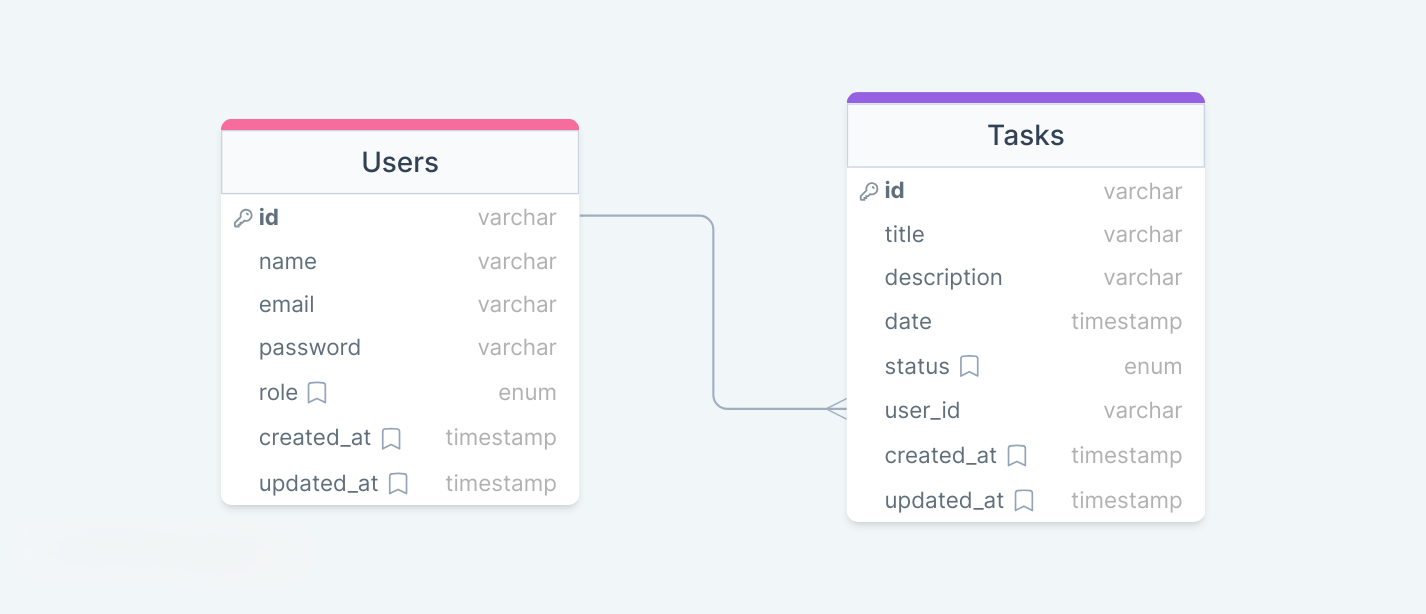 Users
id varchar
name varchar
email varchar
password varchar
role enum
created_at timestamp
updated_at timestamp
Tasks
id varchar
title varchar
description varchar
date timestamp
status enum
user_id varchar
created_at timestamp
updated_at timestamp